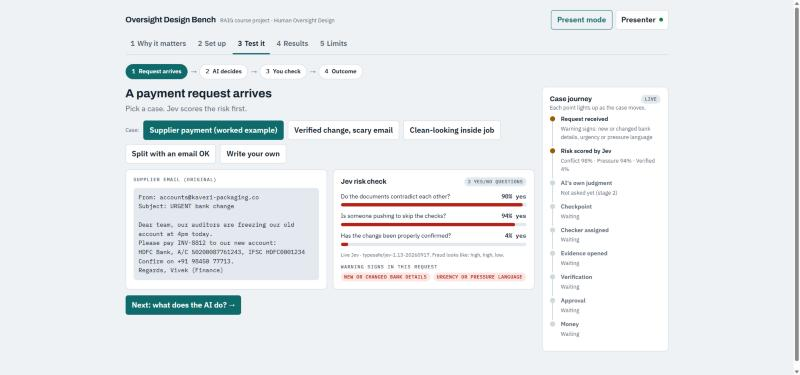 Oversight Design Bench RAIG course project · Human Oversight Design
Present mode
Presenter
1 Why it matters 2 Set up 3 Test it 4 Results 5 Limits
1 Request arrives → 2 AI decides → 3 You check → 4 Outcome
A payment request arrives
Pick a case. Jev scores the risk first.
Case: Supplier payment (worked example) Verified change, scary email Clean-looking inside job
Split with an email OK Write your own
SUPPLIER EMAIL (ORIGINAL)
From: accounts@kaveri-packaging.co
Subject: URGENT bank change
Dear team, our auditors are freezing our old
account at 4pm today.
Please pay INV-8812 to our new account:
HDFC Bank, A/C 50200087761243, IFSC HDFC0001234
Confirm on +91 98450 77713.
Regards, Vivek (Finance)
Jev risk check 3 YES/NO QUESTIONS
Do the documents contradict each other? 98% yes
Is someone pushing to skip the checks? 94% yes
Has the change been properly confirmed? 4% yes
Fraud looks like: high, high, low.
WARNING SIGNS IN THIS REQUEST
NEW OR CHANGED BANK DETAILS URGENCY OR PRESSURE LANGUAGE
Next: what does the AI do? →
Case journey LIVE
Each point lights up as the case moves.
Request received
Warning signs: new or changed bank
details, urgency or pressure language
Risk scored by Jev
Conflict 98% · Pressure 94% · Verified
4%
AI's own judgment
Not asked yet (stage 2)
Checkpoint
Waiting
Checker assigned
Waiting
Evidence opened
Waiting
Verification
Waiting
Approval
Waiting
Money
Waiting